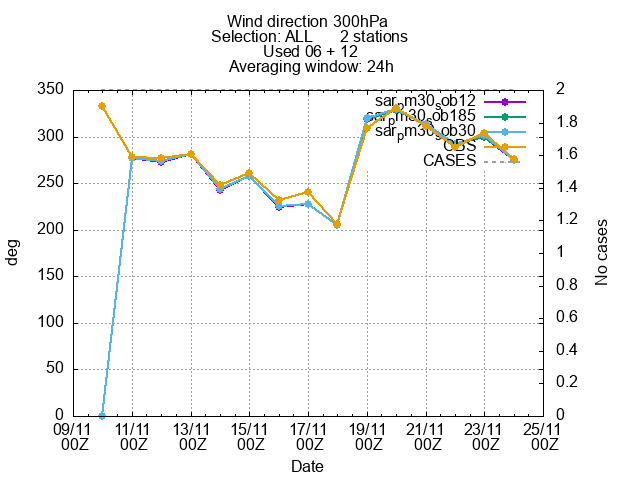 Wind direction 300hPa
Selection: ALL 2 stations
Used 06 + 12
Averaging window: 24h
sar_pm30_sob12
sar_pm30_sob185
sar_pm30_sob30
OBS
CASES
350
300
250
200
150
100
50
0
deg
2
1.8
1.6
1.4
1.2
1
0.8
0.6
0.4
0.2
0
No cases
09/11 11/11 13/11 15/11 17/11 19/11 21/11 23/11 25/11
00Z 00Z 00Z 00Z 00Z 00Z 00Z 00Z 00Z
Date